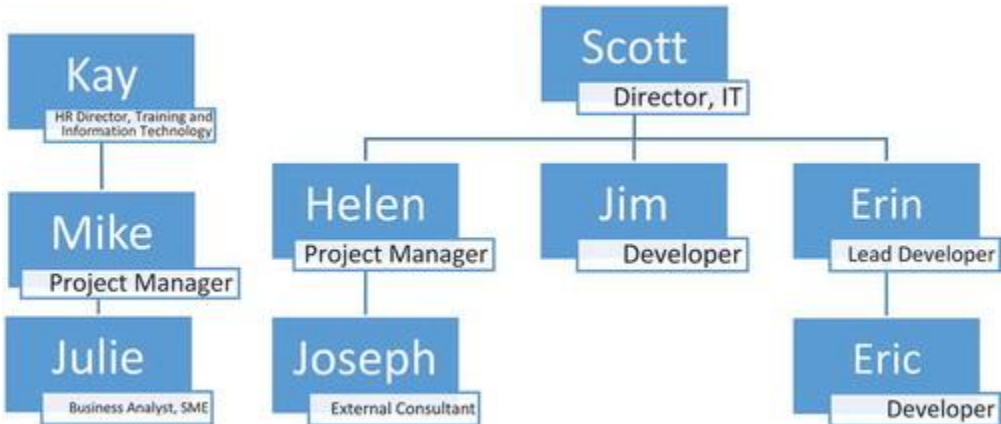 Kay
HR Director, Training and
Information Technology
Mike
Project Manager
Julie
Business Analyst, SME
Scott
Director, IT
Helen
Project Manager
Joseph
External Consultant
Jim
Developer
Erin
Lead Developer
Eric
Developer